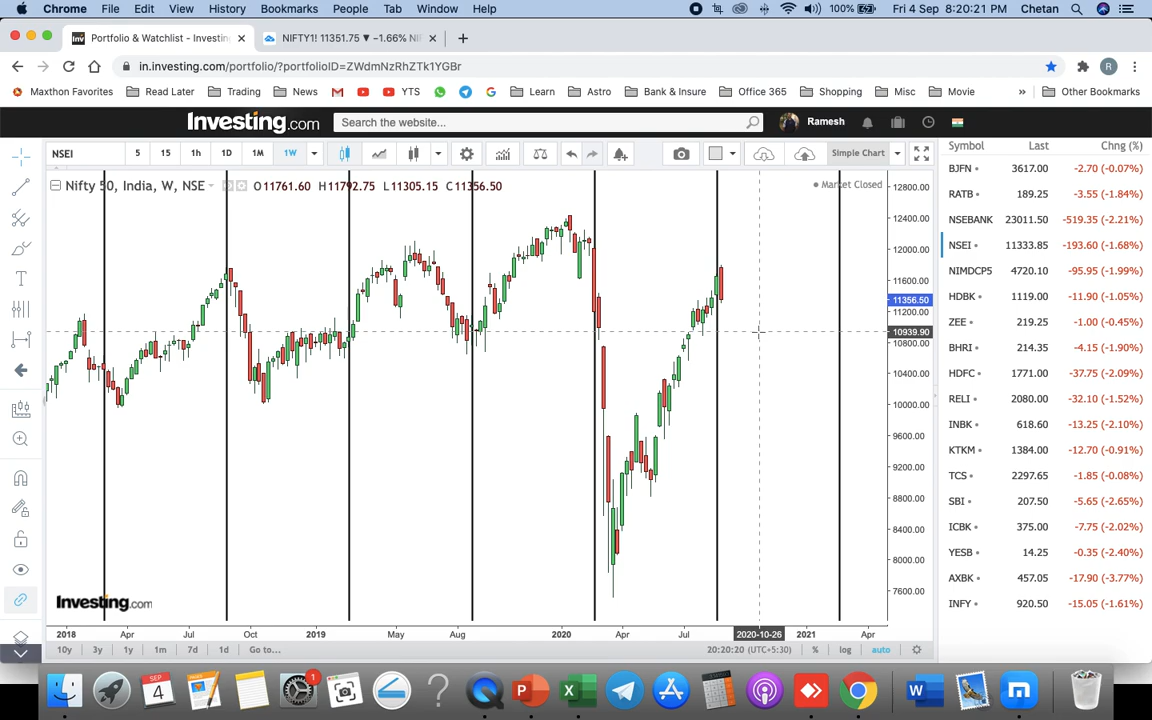 Chrome File Edit View History Bookmarks People Tab Window Help 100% Fri 4 Sep 8:20:21 PM Chetan
Inv Portfolio & Watchlist - Investin NIFTY1! 11351.75 ▼ −1.66% NI
in.investing.com/portfolio/?portfolioID=ZWdmNzRhZTk1YGBr R
Maxthon Favorites Read Later Trading News YTS Learn Astro Bank & Insure Office 365 Shopping Misc Movie » Other Bookmarks
Investing.com Search the website... Ramesh
NSEI 5 15 1h 1D 1M 1W Simple Chart
Nifty 50, India, W, NSE O11761.60 H11792.75 L11305.15 C11356.50 Market Closed
12800.00
12400.00
12000.00
11600.00
11356.50
11200.00
10939.90
10800.00
10400.00
10000.00
9600.00
9200.00
8800.00
8400.00
8000.00
7600.00
Investing.com
2018 Apr Jul Oct 2019 May Aug 2020 Apr Jul 2020-10-26 2021 Apr
10y 3y 1y 1m 7d 1d Go to... 20:20:20 (UTC+5:30) % log auto
Symbol Last Chng (%)
BJFN 3617.00 -2.70 (-0.07%)
RATB 189.25 -3.55 (-1.84%)
NSEBANK 23011.50 -519.35 (-2.21%)
NSEI 11333.85 -193.60 (-1.68%)
NIMDCP5 4720.10 -95.95 (-1.99%)
HDBK 1119.00 -11.90 (-1.05%)
ZEE 219.25 -1.00 (-0.45%)
BHRI 214.35 -4.15 (-1.90%)
HDFC 1771.00 -37.75 (-2.09%)
RELI 2080.00 -32.10 (-1.52%)
INBK 618.60 -13.25 (-2.10%)
KTKM 1384.00 -12.70 (-0.91%)
TCS 2297.65 -1.85 (-0.08%)
SBI 207.50 -5.65 (-2.65%)
ICBK 375.00 -7.75 (-2.02%)
YESB 14.25 -0.35 (-2.40%)
AXBK 457.05 -17.90 (-3.77%)
INFY 920.50 -15.05 (-1.61%)
SEP
4
1